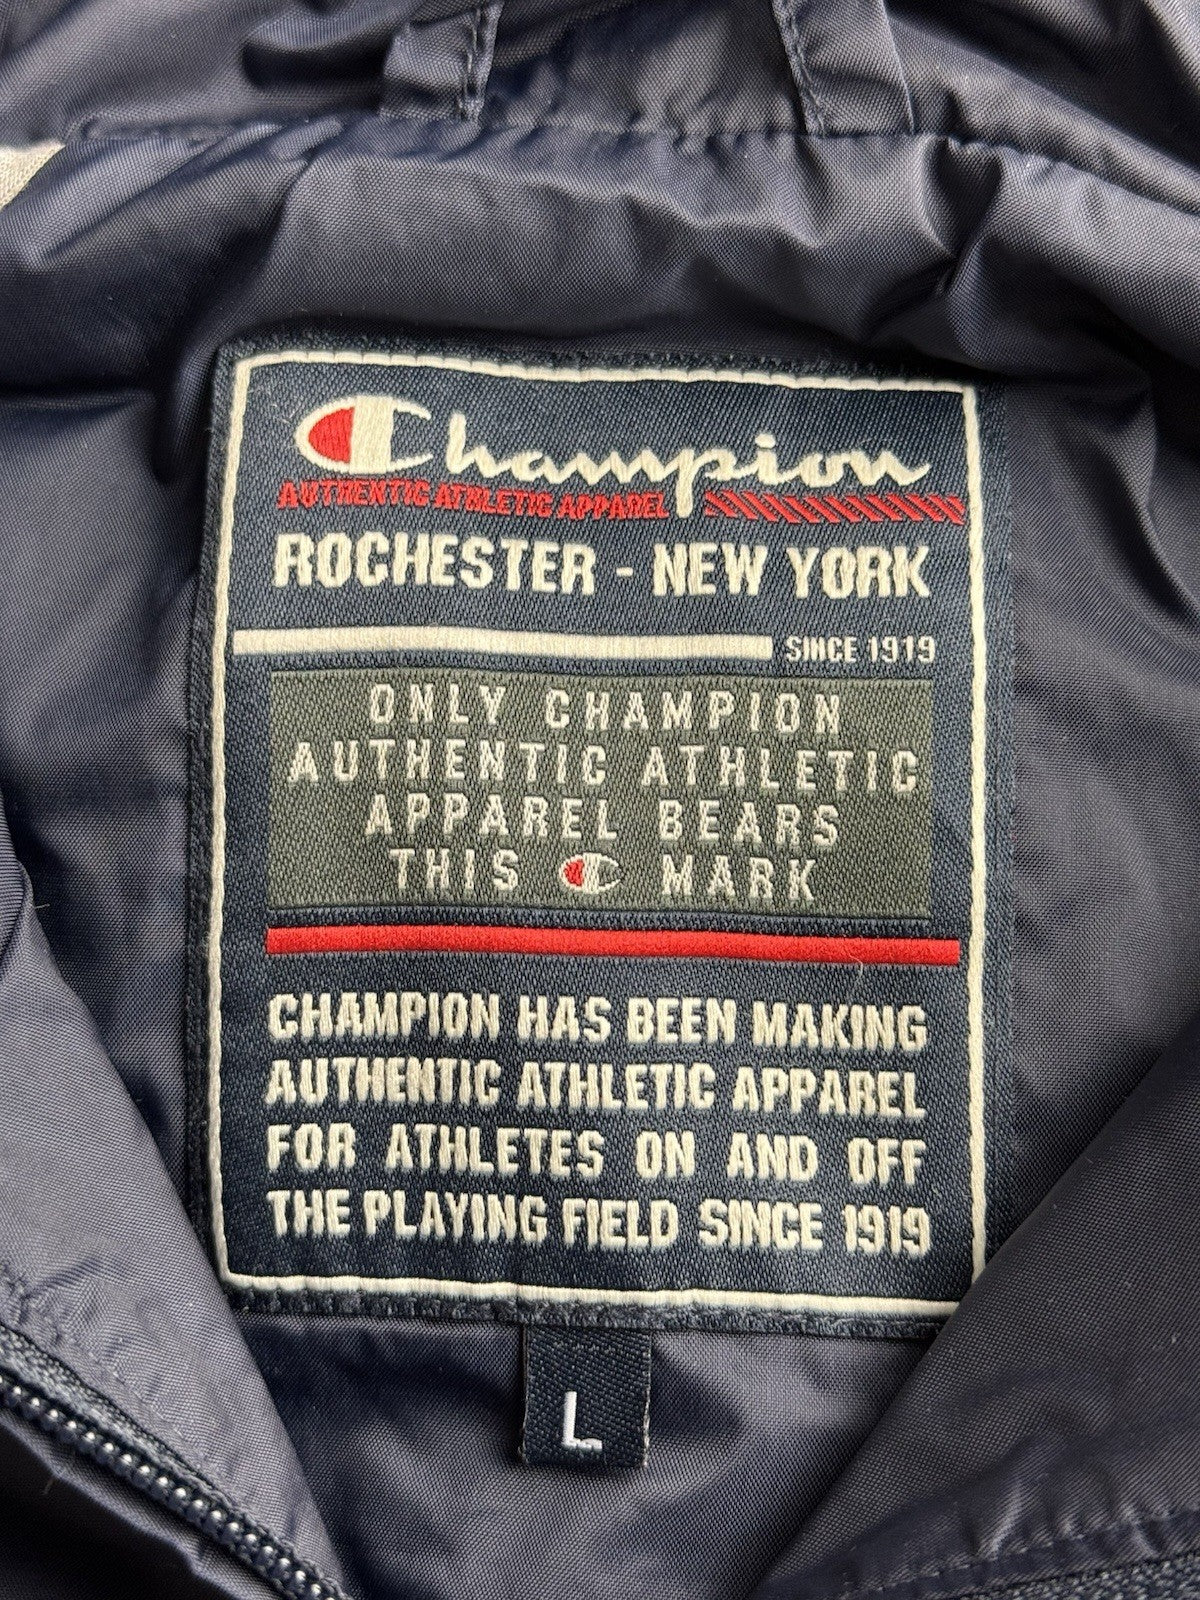 Champion
AUTHENTIC ATHLETIC APPAREL
ROCHESTER - NEW YORK
SINCE 1919
ONLY CHAMPION
AUTHENTIC ATHLETIC
APPAREL BEARS
THIS C MARK
CHAMPION HAS BEEN MAKING
AUTHENTIC ATHLETIC APPAREL
FOR ATHLETES ON AND OFF
THE PLAYING FIELD SINCE 1919
L